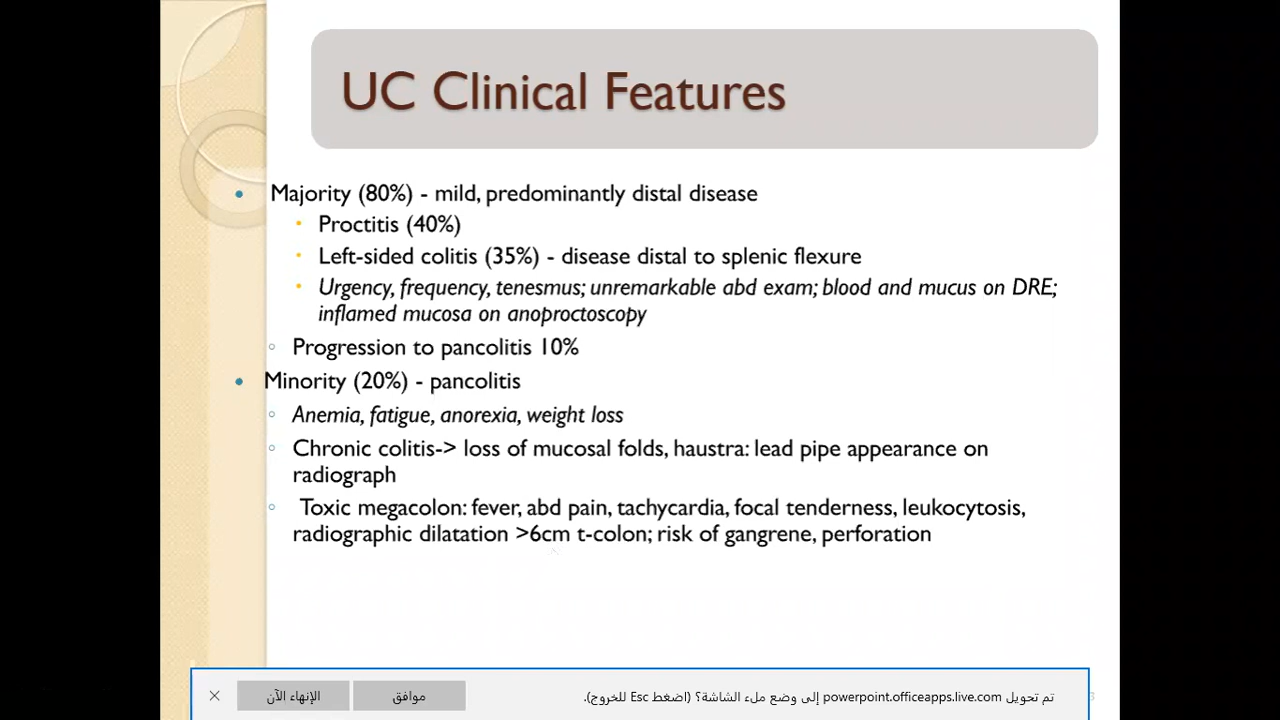 UC Clinical Features
• Majority (80%) - mild, predominantly distal disease
• Proctitis (40%)
• Left-sided colitis (35%) - disease distal to splenic flexure
• Urgency, frequency, tenesmus; unremarkable abd exam; blood and mucus on DRE;
inflamed mucosa on anoproctoscopy
◦ Progression to pancolitis 10%
• Minority (20%) - pancolitis
◦ Anemia, fatigue, anorexia, weight loss
◦ Chronic colitis-> loss of mucosal folds, haustra: lead pipe appearance on
radiograph
◦ Toxic megacolon: fever, abd pain, tachycardia, focal tenderness, leukocytosis,
radiographic dilatation >6cm t-colon; risk of gangrene, perforation
تم تحويل powerpoint.officeapps.live.com إلى وضع ملء الشاشة؟ (اضغط Esc للخروج).
موافق
الإنهاء الآن